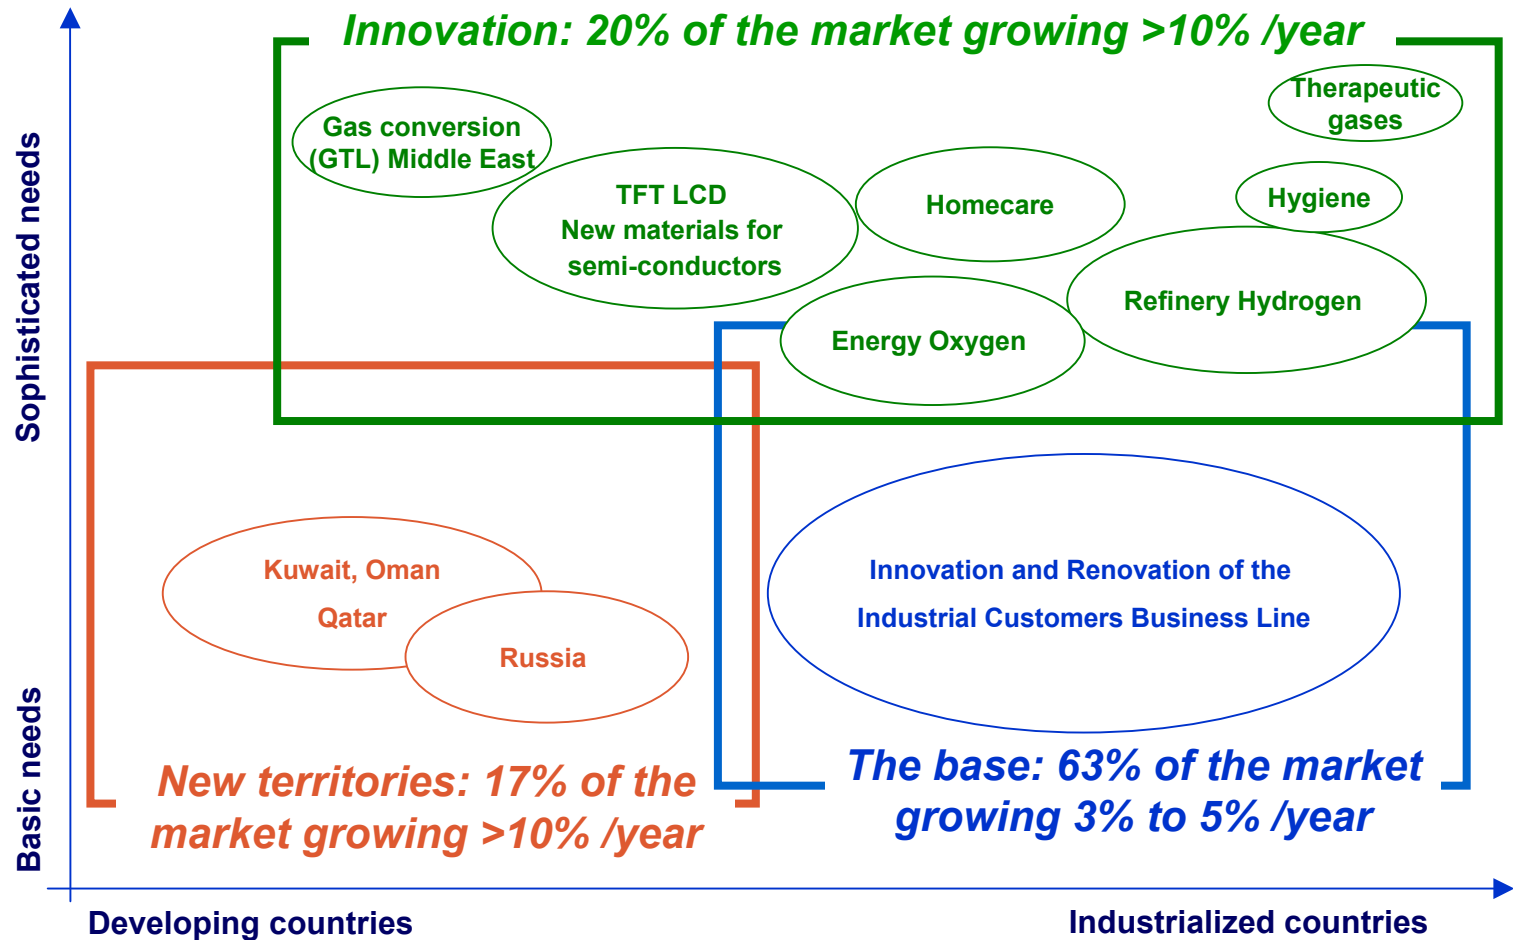 Innovation: 20% of the market growing >10% /year
Sophisticated needs
Basic needs
Gas conversion
(GTL) Middle East
TFT LCD
New materials for
semi-conductors
Homecare
Therapeutic
gases
Hygiene
Refinery Hydrogen
Energy Oxygen
Kuwait, Oman
Qatar
Russia
Innovation and Renovation of the
Industrial Customers Business Line
New territories: 17% of the
market growing >10% /year
The base: 63% of the market
growing 3% to 5% /year
Developing countries
Industrialized countries